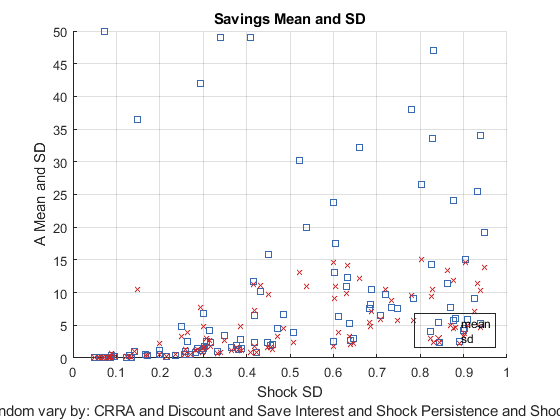 Savings Mean and SD
50
45
40
35
30
25
20
15
10
5
0
A Mean and SD
mean
sd
0 0.1 0.2 0.3 0.4 0.5 0.6 0.7 0.8 0.9 1
Shock SD
ndom vary by: CRRA and Discount and Save Interest and Shock Persistence and Sho